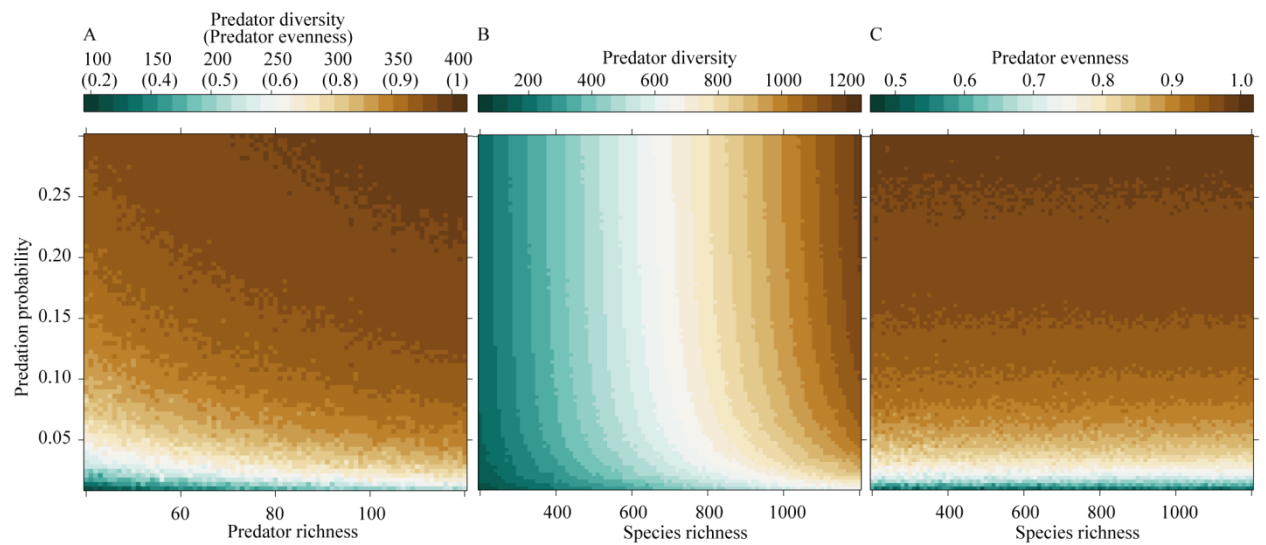 A
Predator diversity
(Predator evenness)
100 150 200 250 300 350 400
(0.2) (0.4) (0.5) (0.6) (0.8) (0.9) (1)
B
Predator diversity
200 400 600 800 1000 1200
C
Predator evenness
0.5 0.6 0.7 0.8 0.9 1.0
Predation probability
0.25
0.20
0.15
0.10
0.05
60 80 100
Predator richness
400 600 800 1000
Species richness
400 600 800 1000
Species richness